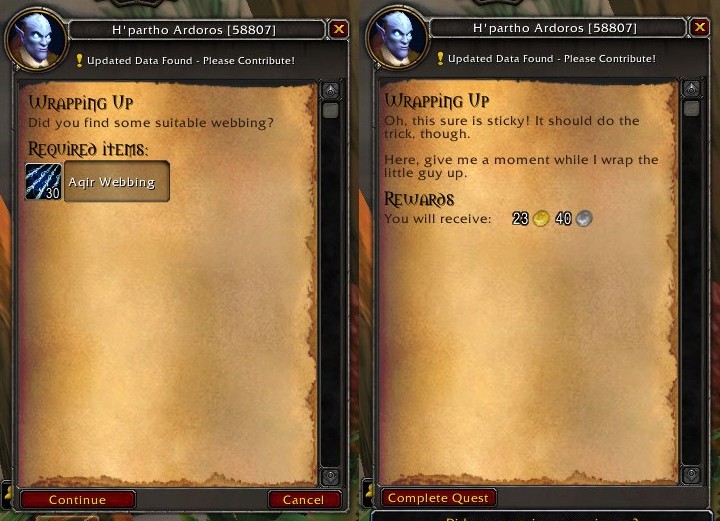 H'partho Ardoros [58807]
Updated Data Found - Please Contribute!
Wrapping Up
Did you find some suitable webbing?
Required items:
30
Aqir Webbing
Continue
Cancel
H'partho Ardoros [58807]
Updated Data Found - Please Contribute!
Wrapping Up
Oh, this sure is sticky! It should do the
trick, though.
Here, give me a moment while I wrap the
little guy up.
Rewards
You will receive: 23 40
Complete Quest